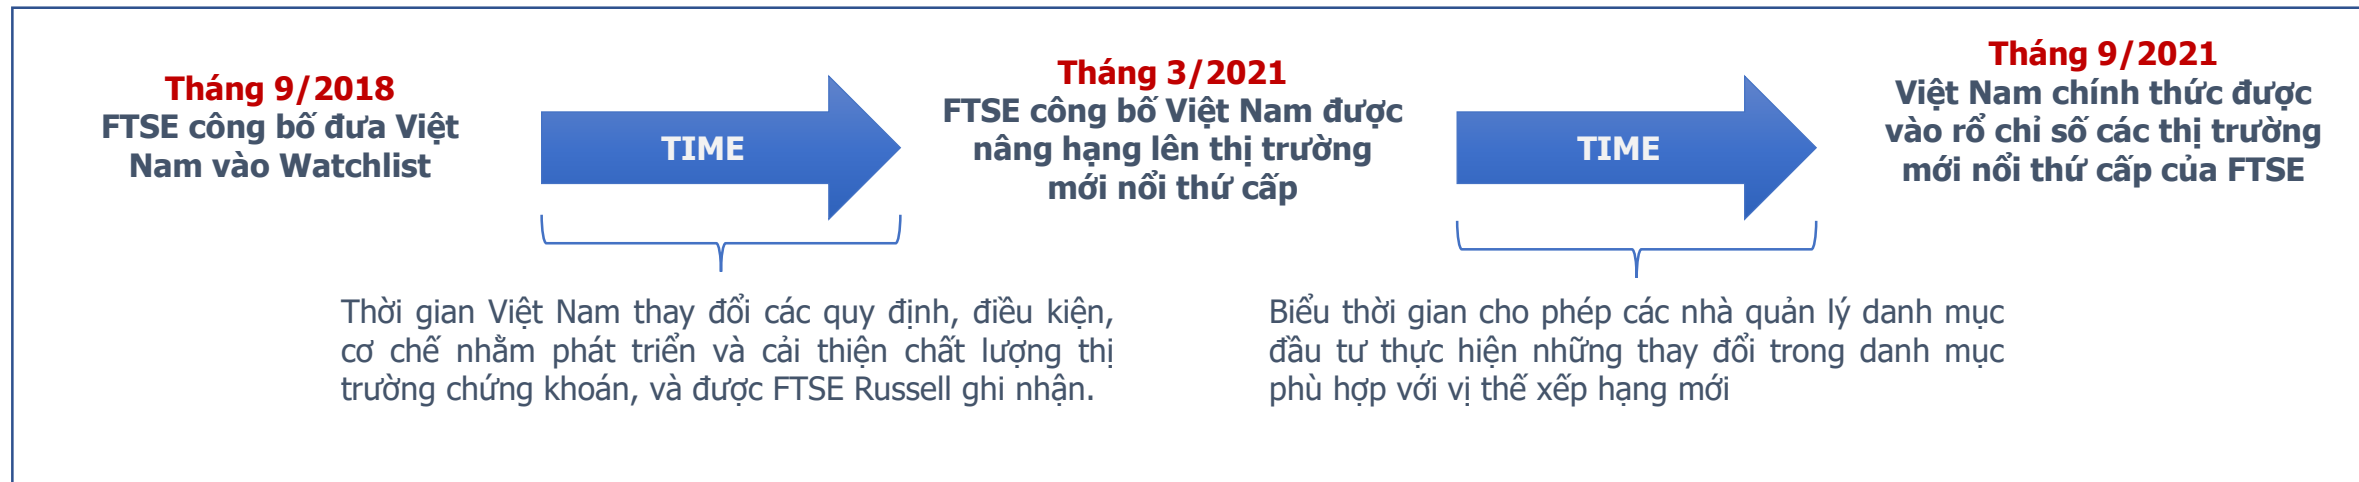 Tháng 9/2018
FTSE công bố đưa Việt
Nam vào Watchlist
TIME
Tháng 3/2021
FTSE công bố Việt Nam được
nâng hạng lên thị trường
mới nổi thứ cấp
TIME
Tháng 9/2021
Việt Nam chính thức được
vào rổ chỉ số các thị trường
mới nổi thứ cấp của FTSE
Thời gian Việt Nam thay đổi các quy định, điều kiện,
cơ chế nhằm phát triển và cải thiện chất lượng thị
trường chứng khoán, và được FTSE Russell ghi nhận.
Biểu thời gian cho phép các nhà quản lý danh mục
đầu tư thực hiện những thay đổi trong danh mục
phù hợp với vị thế xếp hạng mới